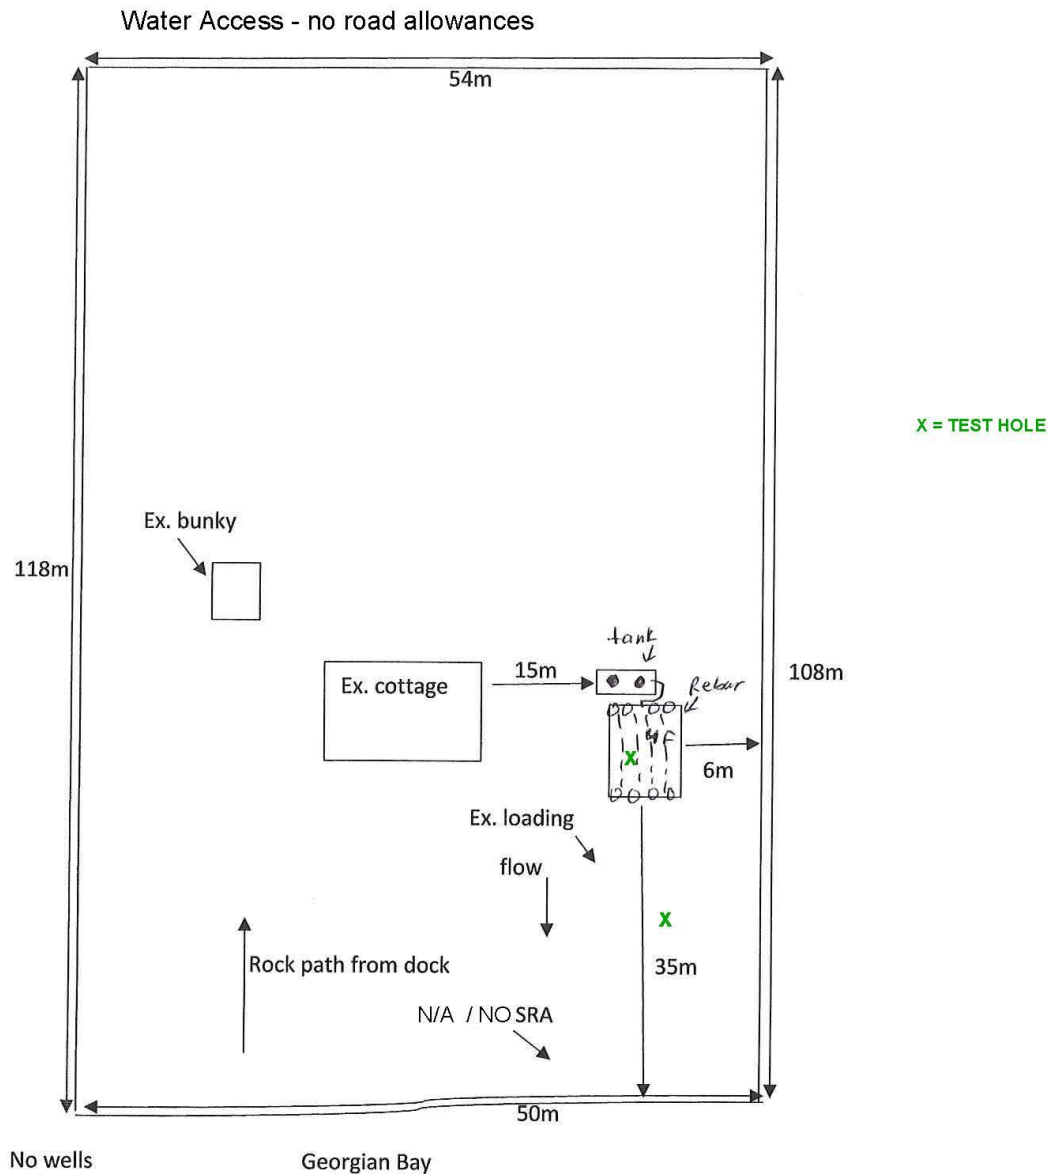 Water Access - no road allowances
54m
X = TEST HOLE
Ex. bunky
118m
tank
15m
Ex. cottage
108m
Rebar
X
6m
Ex. loading
flow
X
Rock path from dock
35m
N/A / NO SRA
50m
No wells
Georgian Bay